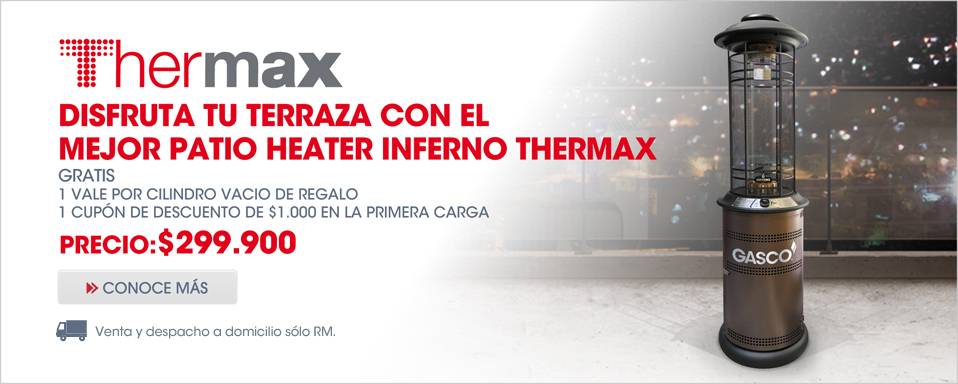 Thermax
DISFRUTA TU TERRAZA CON EL
MEJOR PATIO HEATER INFERNO THERMAX
GRATIS
1 VALE POR CILINDRO VACIO DE REGALO
1 CUPÓN DE DESCUENTO DE $1.000 EN LA PRIMERA CARGA
PRECIO:$299.900
CONOCE MÁS
Venta y despacho a domicilio sólo RM.
GASCO